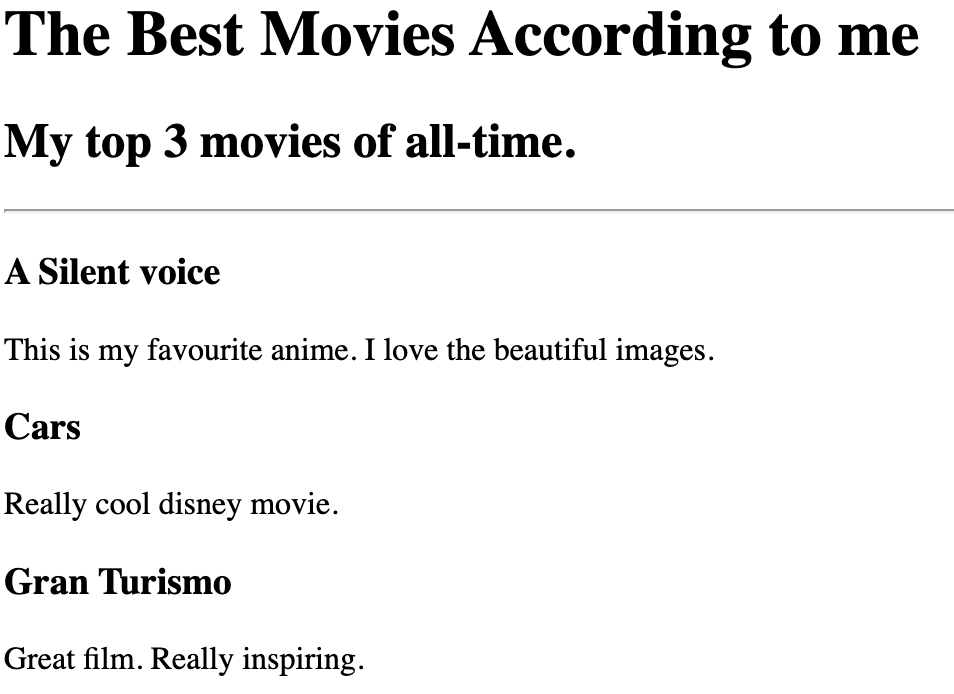 The Best Movies According to me
My top 3 movies of all-time.
A Silent voice
This is my favourite anime. I love the beautiful images.
Cars
Really cool disney movie.
Gran Turismo
Great film. Really inspiring.